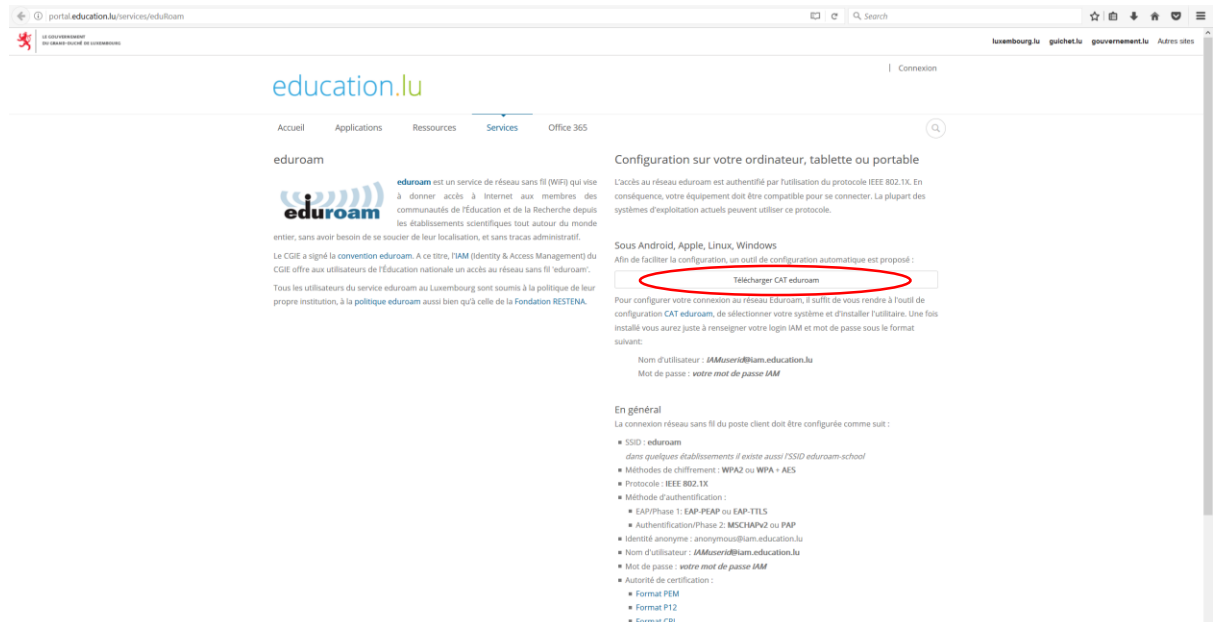 portal.education.lu/services/eduRoam
Search
LE GOUVERNEMENT
DU GRAND-DUCHÉ DE LUXEMBOURG
luxembourg.lu guichet.lu gouvernement.lu Autres sites
| Connexion
education.lu
Accueil Applications Ressources Services Office 365
eduroam
eduroam
eduroam est un service de réseau sans fil (WiFi) qui vise
à donner accès à Internet aux membres des
communautés de l'Éducation et de la Recherche depuis
les établissements scientifiques tout autour du monde
entier, sans avoir besoin de se soucier de leur localisation, et sans tracas administratif.
Le CGIE a signé la convention eduroam. A ce titre, l'IAM (Identity & Access Management) du
CGIE offre aux utilisateurs de l'Éducation nationale un accès au réseau sans fil 'eduroam'.
Tous les utilisateurs du service eduroam au Luxembourg sont soumis à la politique de leur
propre institution, à la politique eduroam aussi bien qu'à celle de la Fondation RESTENA.
Configuration sur votre ordinateur, tablette ou portable
L'accès au réseau eduroam est authentifié par l'utilisation du protocole IEEE 802.1X. En
conséquence, votre équipement doit être compatible pour se connecter. La plupart des
systèmes d'exploitation actuels peuvent utiliser ce protocole.
Sous Android, Apple, Linux, Windows
Afin de faciliter la configuration, un outil de configuration automatique est proposé :
Télécharger CAT eduroam
Pour configurer votre connexion au réseau Eduroam, il suffit de vous rendre à l'outil de
configuration CAT eduroam, de sélectionner votre système et d'installer l'utilitaire. Une fois
installé vous aurez juste à renseigner votre login IAM et mot de passe sous le format
suivant:
Nom d'utilisateur : IAMuserid@iam.education.lu
Mot de passe : votre mot de passe IAM
En général
La connexion réseau sans fil du poste client doit être configurée comme suit :
SSID : eduroam
dans quelques établissements il existe aussi l'SSID eduroam-school
Méthodes de chiffrement : WPA2 ou WPA + AES
Protocole : IEEE 802.1X
Méthode d'authentification :
EAP/Phase 1: EAP-PEAP ou EAP-TTLS
Authentification/Phase 2: MSCHAPv2 ou PAP
Identité anonyme : anonymous@iam.education.lu
Nom d'utilisateur : IAMuserid@iam.education.lu
Mot de passe : votre mot de passe IAM
Autorité de certification :
Format PEM
Format P12
Format CRL